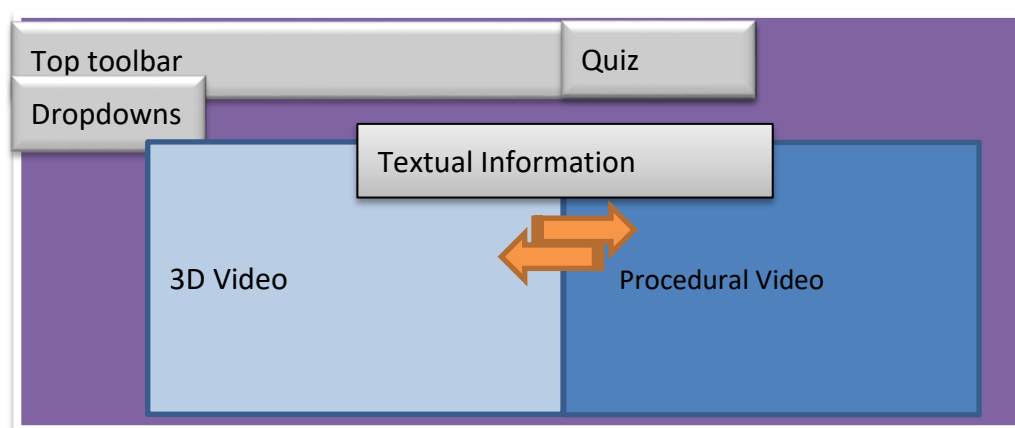 Top toolbar
Quiz
Dropdowns
Textual Information
3D Video
Procedural Video